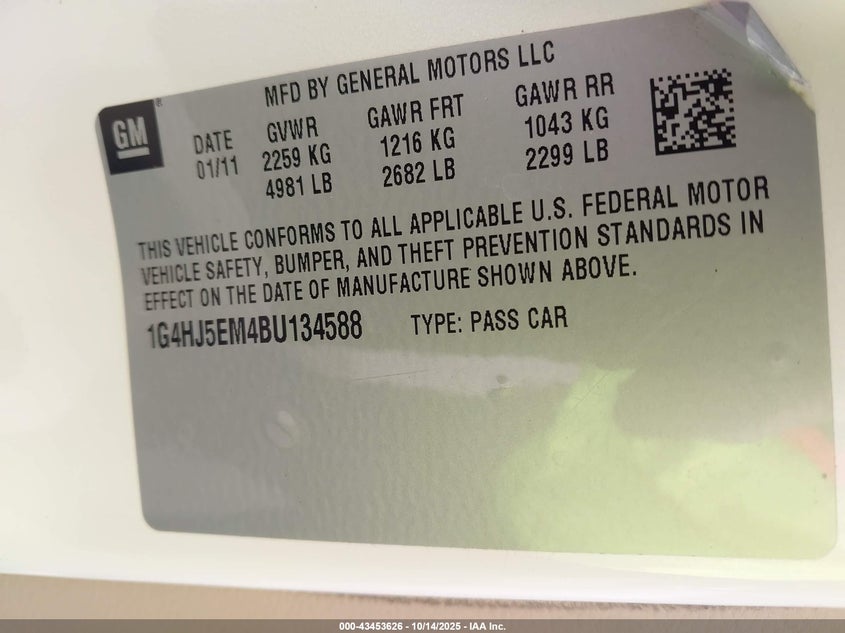 MFD BY GENERAL MOTORS LLC
GM®
DATE GVWR GAWR FRT GAWR RR
01/11 2259 KG 1216 KG 1043 KG
4981 LB 2682 LB 2299 LB
THIS VEHICLE CONFORMS TO ALL APPLICABLE U.S. FEDERAL MOTOR
VEHICLE SAFETY, BUMPER, AND THEFT PREVENTION STANDARDS IN
EFFECT ON THE DATE OF MANUFACTURE SHOWN ABOVE.
1G4HJ5EM4BU134588 TYPE: PASS CAR
000-43453626 - 10/14/2025 - IAA Inc.